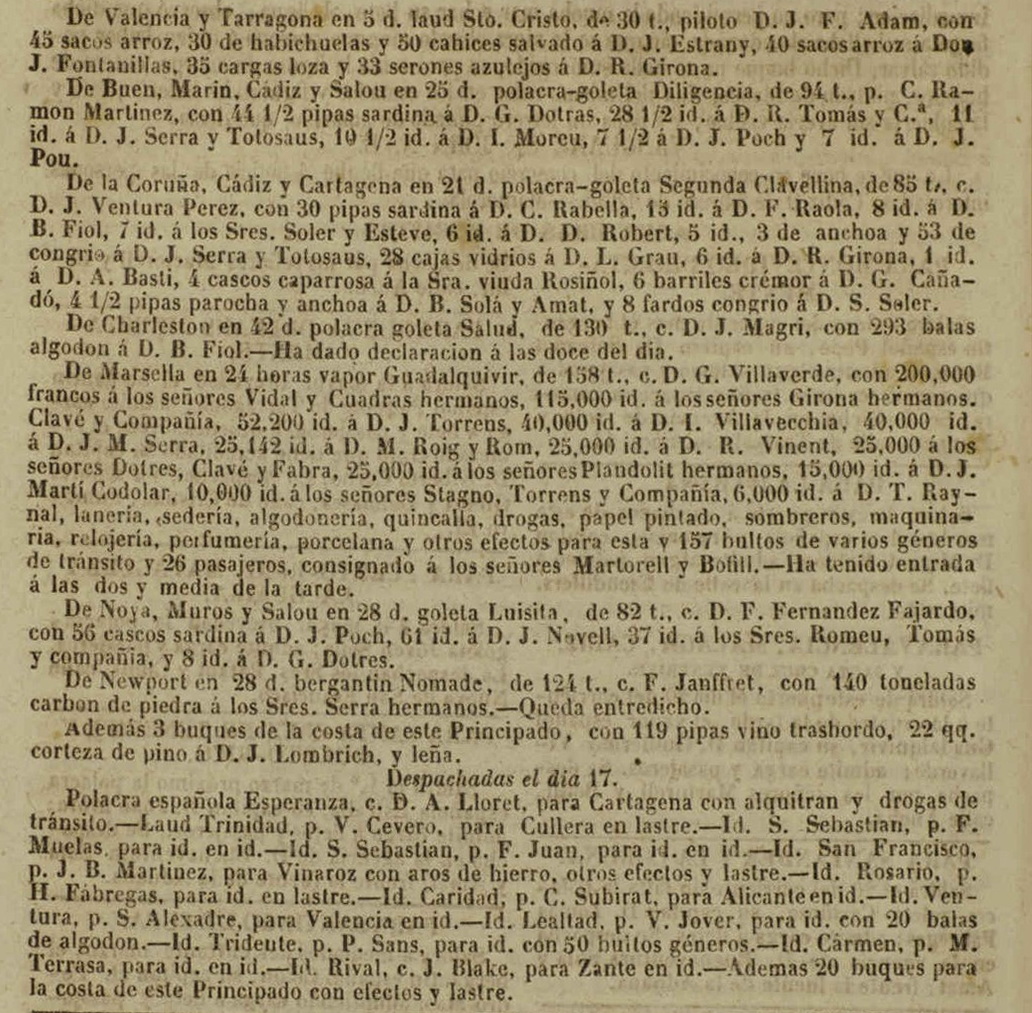 De Valencia y Tarragona en 5 d. laud Sto. Cristo, de 30 t., piloto D. J. F. Adam, con
45 sacos arroz, 30 de habichuelas y 50 cahices salvado á D. J. Estrany, 40 sacos arroz á Don
J. Fontanillas, 35 cargas loza y 33 serones azulejos á D. R. Girona.
De Buen, Marin, Cádiz y Salou en 25 d. polacra-goleta Diligencia, de 94 t., p. C. Ra-
mon Martinez, con 44 1/2 pipas sardina á D. G. Dotras, 28 1/2 id. á D. R. Tomás y C.ª, 11
id. á D. J. Serra y Totosaus, 10 1/2 id. á D. I. Moreu, 7 1/2 á D. J. Poch y 7 id. á D. J.
Pou.
De la Coruña, Cádiz y Cartagena en 21 d. polacra-goleta Segunda Clavellina, de 85 t., c.
D. J. Ventura Perez, con 30 pipas sardina á D. C. Rabella, 13 id. á D. F. Raola, 8 id. á D.
B. Fiol, 7 id. á los Sres. Soler y Esteve, 6 id. á D. D. Robert, 5 id., 3 de anchoa y 53 de
congrio á D. J. Serra y Totosaus, 28 cajas vidrios á D. L. Grau, 6 id. á D. R. Girona, 1 id.
á D. A. Basti, 4 cascos caparrosa á la Sra. viuda Rosiñol, 6 barriles crémor á D. G. Caña-
dó, 4 1/2 pipas parocha y anchoa á D. B. Solá y Amat, y 8 fardos congrio á D. S. Soler.
De Charleston en 42 d. polacra goleta Salud, de 130 t., c. D. J. Magri, con 293 balas
algodon á D. B. Fiol.—Ha dado declaracion á las doce del dia.
De Marsella en 24 horas vapor Guadalquivir, de 158 t., c. D. G. Villaverde, con 200,000
francos á los señores Vidal y Cuadras hermanos, 115,000 id. á los señores Girona hermanos.
Clavé y Compañía, 52,200 id. á D. J. Torrens, 40,000 id. á D. I. Villavecchia, 40,000 id.
á D. J. M. Serra, 25,142 id. á D. M. Roig y Rom, 25,000 id. á D. R. Vinent, 25,000 á los
señores Dotres, Clavé y Fabra, 25,000 id. á los señores Plandolit hermanos, 15,000 id. á D. J.
Martí Codolar, 10,000 id. á los señores Stagno, Torrens y Compañía, 6,000 id. á D. T. Ray-
nal, lanería, sedería, algodonería, quincalla, drogas, papel pintado, sombreros, maquina-
ria, relojería, perfumería, porcelana y otros efectos para esta y 157 bultos de varios géneros
de tránsito y 26 pasajeros, consignado á los señores Martorell y Bofill.—Ha tenido entrada
á las dos y media de la tarde.
De Noya, Muros y Salou en 28 d. goleta Luisita, de 82 t., c. D. F. Fernandez Fajardo,
con 56 cascos sardina á D. J. Poch, 61 id. á D. J. Novell, 37 id. á los Sres. Romeu, Tomás
y compañia, y 8 id. á D. G. Dotres.
De Newport en 28 d. bergantin Nomade, de 124 t., c. F. Janffret, con 140 toneladas
carbon de piedra á los Sres. Serra hermanos.—Queda entredicho.
Además 3 buques de la costa de este Principado, con 119 pipas vino trasbordo, 22 qq.
corteza de pino á D. J. Lombrich, y leña.
Despachadas el dia 17.
Polacra española Esperanza, c. D. A. Lloret, para Cartagena con alquitran y drogas de
tránsito.—Laud Trinidad, p. V. Cevero, para Cullera en lastre.—Id. S. Sebastian, p. F.
Muelas, para id. en id.—Id. S. Sebastian, p. F. Juan, para id. en id.—Id. San Francisco,
p. J. B. Martinez, para Vinaroz con aros de hierro, otros efectos y lastre.—Id. Rosario, p.
H. Fábregas, para id. en lastre.—Id. Caridad, p. C. Subirat, para Alicante en id.—Id. Ven-
tura, p. S. Alexadre, para Valencia en id.—Id. Lealtad, p. V. Jover, para id. con 20 balas
de algodon.—Id. Tridente, p. P. Sans, para id. con 50 bultos géneros.—Id. Cármen, p. M.
Terrasa, para id. en id.—Id. Rival, c. J. Blake, para Zante en id.—Ademas 20 buques para
la costa de este Principado con efectos y lastre.